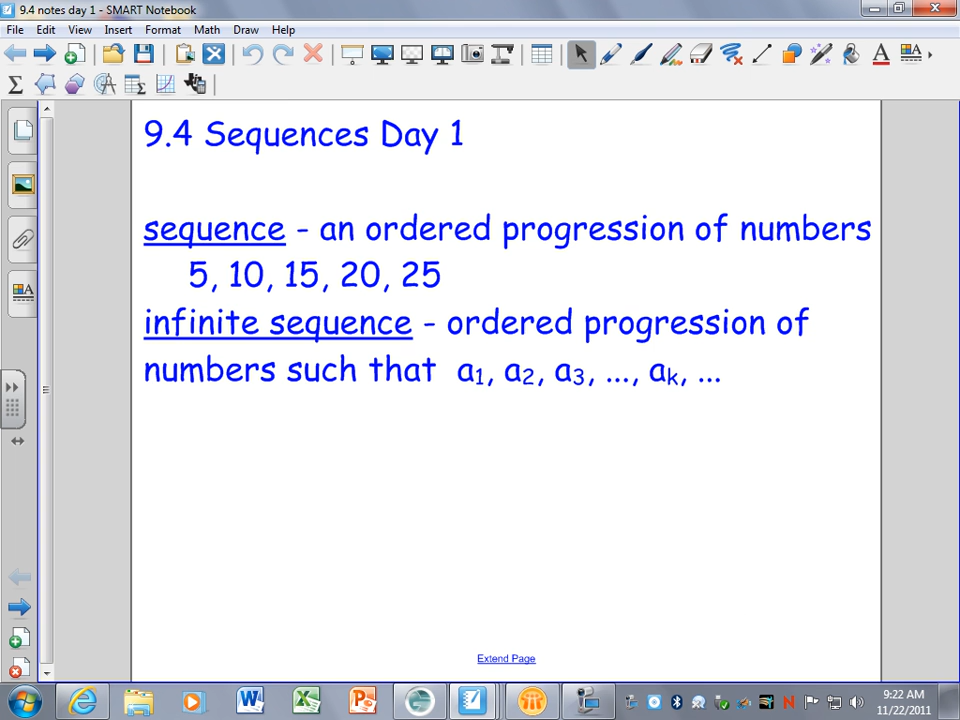 9.4 notes day 1 - SMART Notebook
File Edit View Insert Format Math Draw Help
9.4 Sequences Day 1
sequence - an ordered progression of numbers
5, 10, 15, 20, 25
infinite sequence - ordered progression of
numbers such that a₁, a₂, a₃, ..., aₖ, ...
Extend Page
9:22 AM
11/22/2011